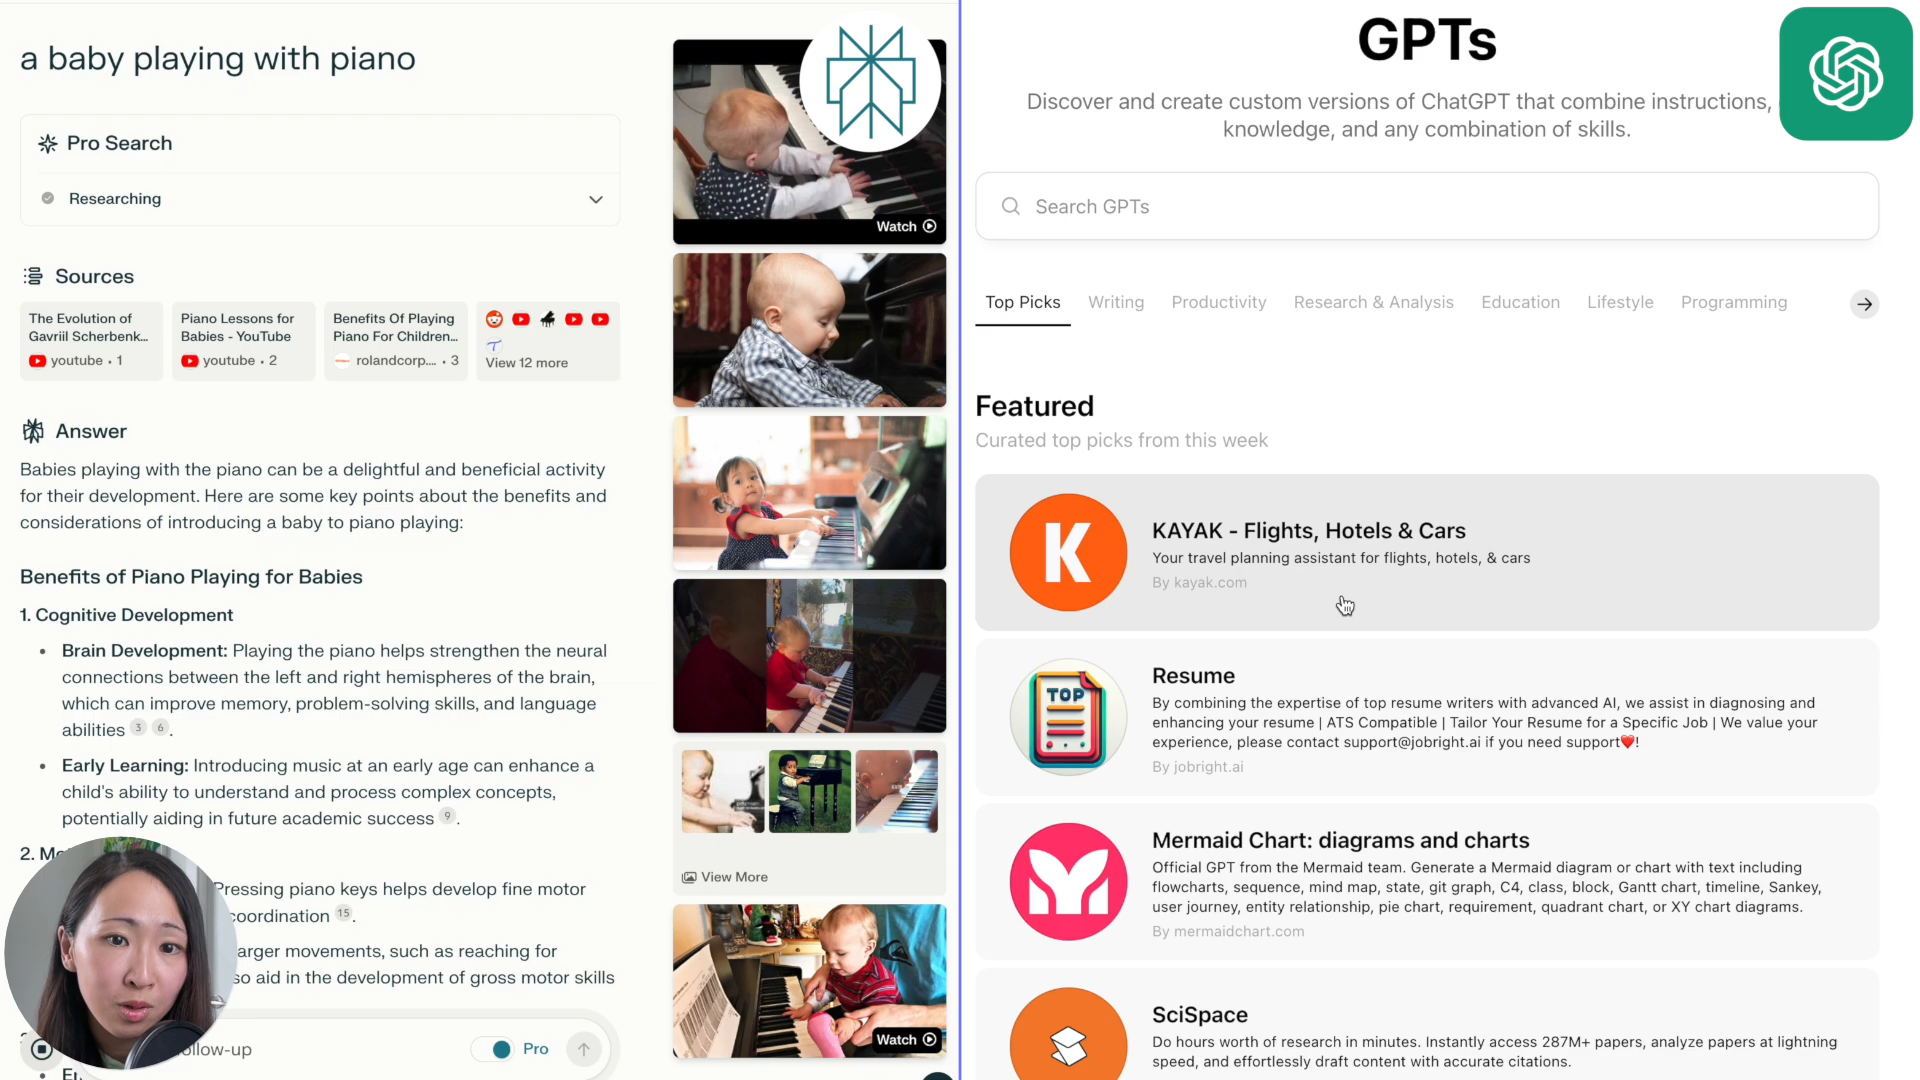 a baby playing with piano
Pro Search
Researching
Sources
The Evolution of
Gavriil Scherbenk...
youtube · 1
Piano Lessons for
Babies - YouTube
youtube · 2
Benefits Of Playing
Piano For Children...
rolandcorp.... · 3
View 12 more
Answer
Babies playing with the piano can be a delightful and beneficial activity
for their development. Here are some key points about the benefits and
considerations of introducing a baby to piano playing:
Benefits of Piano Playing for Babies
1. Cognitive Development
• Brain Development: Playing the piano helps strengthen the neural
connections between the left and right hemispheres of the brain,
which can improve memory, problem-solving skills, and language
abilities 3 6.
• Early Learning: Introducing music at an early age can enhance a
child's ability to understand and process complex concepts,
potentially aiding in future academic success 9.
2.
Pressing piano keys helps develop fine motor
coordination 15.
arger movements, such as reaching for
so aid in the development of gross motor skills
ollow-up
Pro
Watch
View More
Watch
GPTs
Discover and create custom versions of ChatGPT that combine instructions,
knowledge, and any combination of skills.
Search GPTs
Top Picks Writing Productivity Research & Analysis Education Lifestyle Programming
Featured
Curated top picks from this week
K
KAYAK - Flights, Hotels & Cars
Your travel planning assistant for flights, hotels, & cars
By kayak.com
TOP
Resume
By combining the expertise of top resume writers with advanced AI, we assist in diagnosing and
enhancing your resume | ATS Compatible | Tailor Your Resume for a Specific Job | We value your
experience, please contact support@jobright.ai if you need support❤️!
By jobright.ai
Mermaid Chart: diagrams and charts
Official GPT from the Mermaid team. Generate a Mermaid diagram or chart with text including
flowcharts, sequence, mind map, state, git graph, C4, class, block, Gantt chart, timeline, Sankey,
user journey, entity relationship, pie chart, requirement, quadrant chart, or XY chart diagrams.
By mermaidchart.com
SciSpace
Do hours worth of research in minutes. Instantly access 287M+ papers, analyze papers at lightning
speed, and effortlessly draft content with accurate citations.